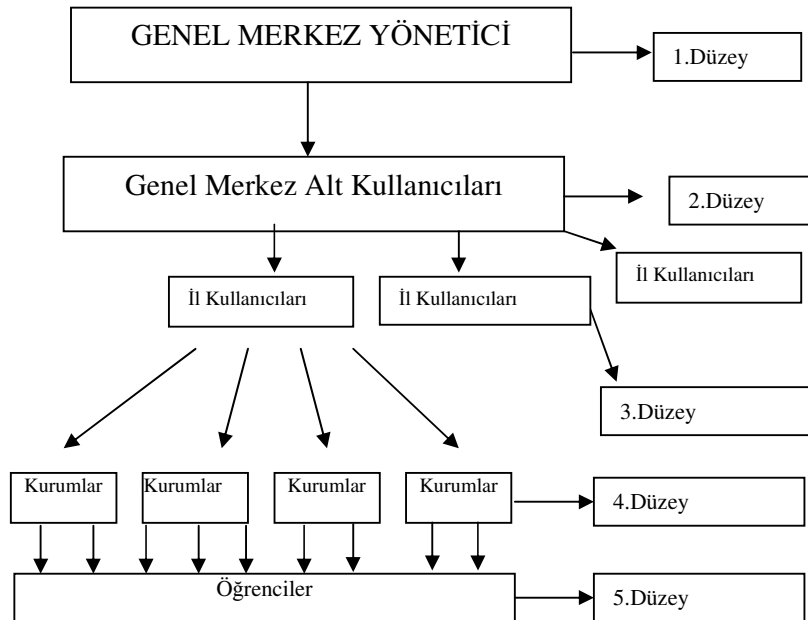 GENEL MERKEZ YÖNETİCİ
1.Düzey
Genel Merkez Alt Kullanıcıları
2.Düzey
İl Kullanıcıları
İl Kullanıcıları
İl Kullanıcıları
3.Düzey
Kurumlar
Kurumlar
Kurumlar
Kurumlar
4.Düzey
Öğrenciler
5.Düzey